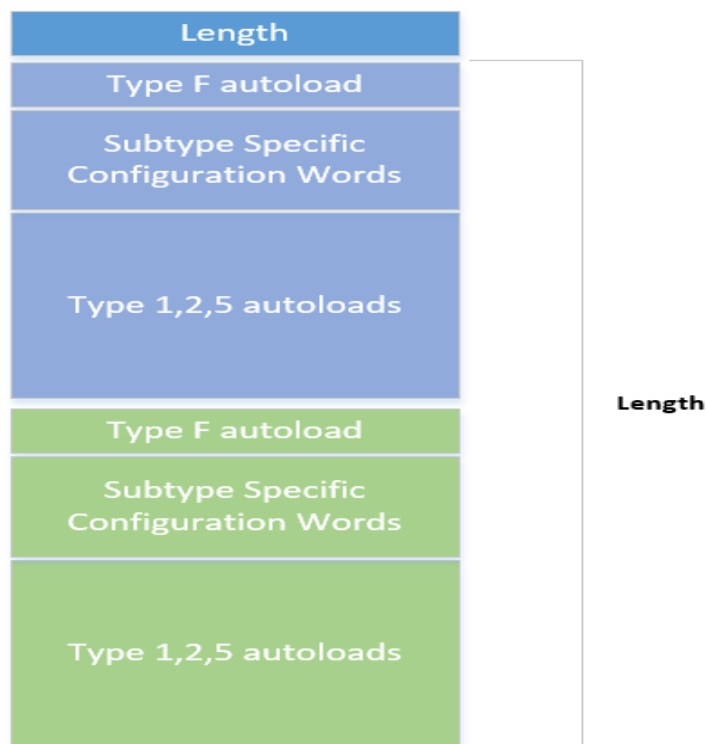 Length
Type F autoload
Subtype Specific
Configuration Words
Type 1,2,5 autoloads
Length
Type F autoload
Subtype Specific
Configuration Words
Type 1,2,5 autoloads